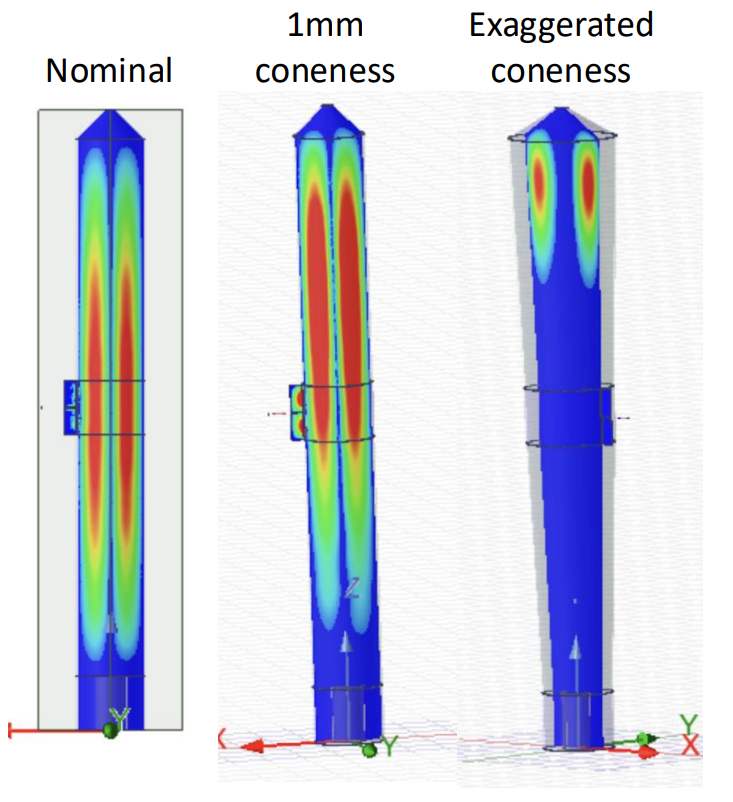 Nominal
1mm
coneness
Exaggerated
coneness
Z
Y
X
Y
Y
X